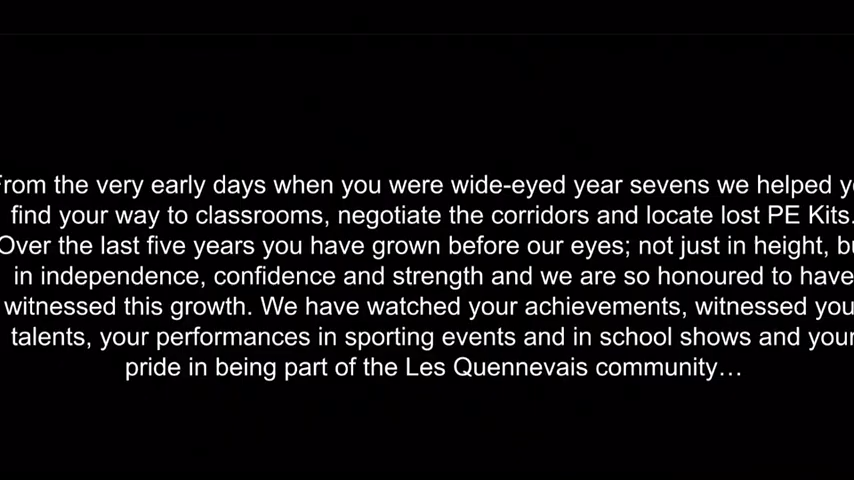 From the very early days when you were wide-eyed year sevens we helped
find your way to classrooms, negotiate the corridors and locate lost PE Kits.
Over the last five years you have grown before our eyes; not just in height,
in independence, confidence and strength and we are so honoured to have
witnessed this growth. We have watched your achievements, witnessed
talents, your performances in sporting events and in school shows and your
pride in being part of the Les Quennevais community…